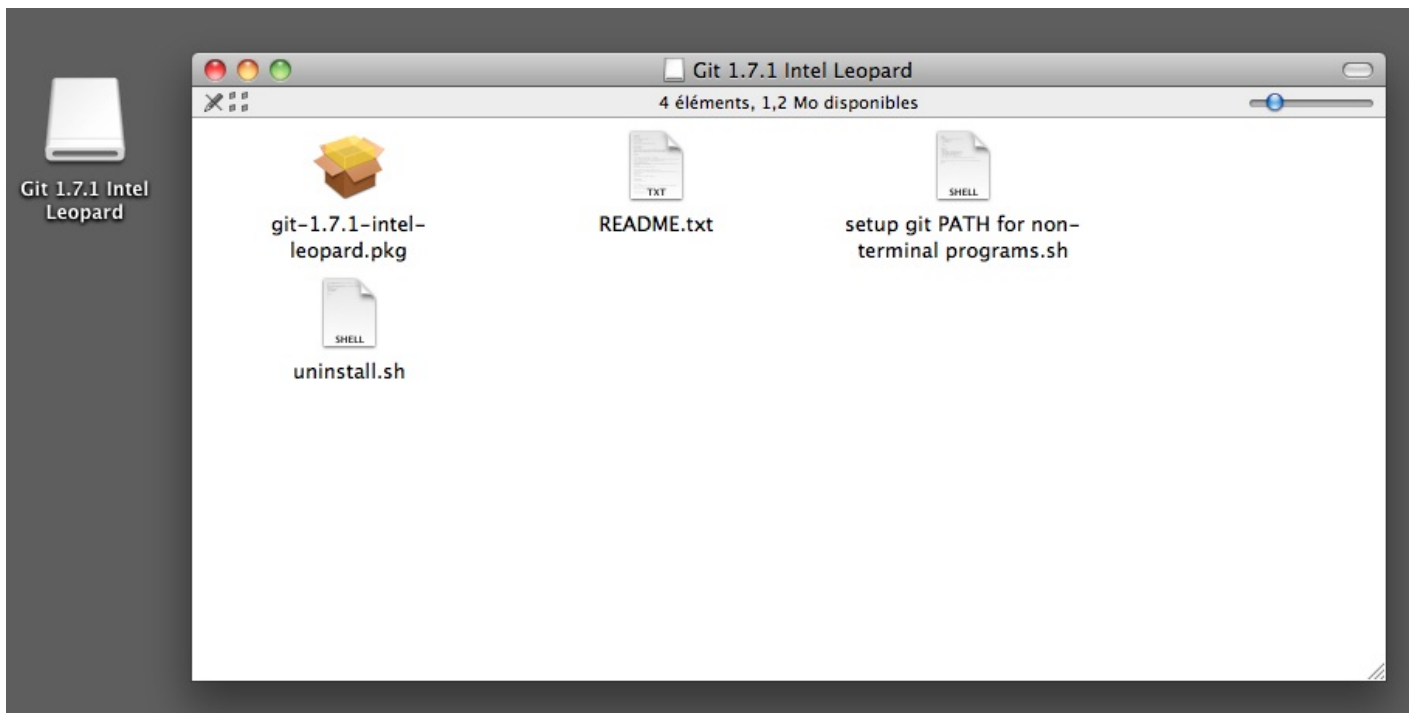 Git 1.7.1 Intel Leopard
4 éléments, 1,2 Mo disponibles
Git 1.7.1 Intel
Leopard
git-1.7.1-intel-
leopard.pkg
TXT
README.txt
SHELL
setup git PATH for non-
terminal programs.sh
SHELL
uninstall.sh